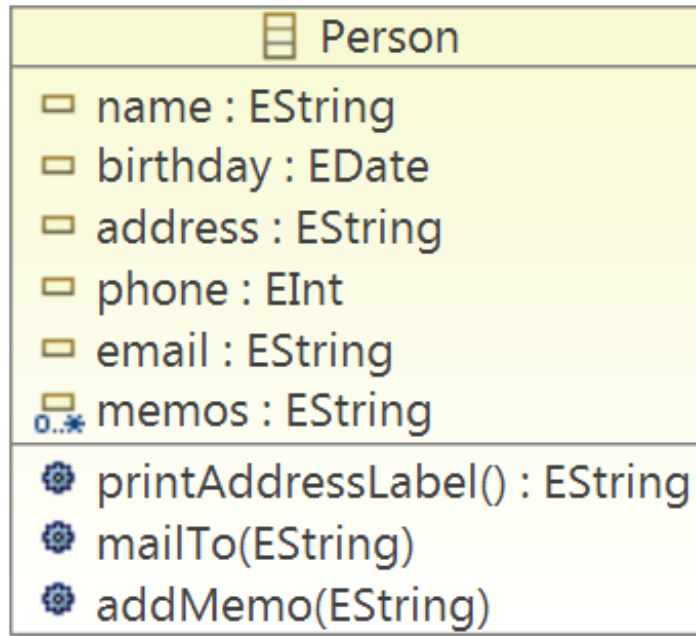 Person
name : EString
birthday : EDate
address : EString
phone : EInt
email : EString
0..* memos : EString
printAddressLabel() : EString
mailTo(EString)
addMemo(EString)